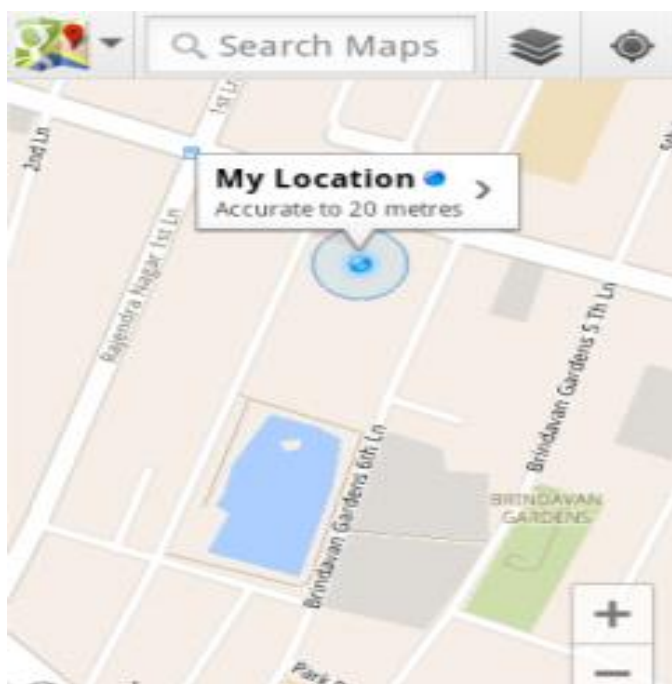 Search Maps
1st Ln
2nd Ln
My Location
Accurate to 20 metres
Rajendra Nagar 1st Ln
Brindavan Gardens 5 Th Ln
Brindavan Gardens 6th Ln
BRINDAVAN
GARDENS
Park
+
−